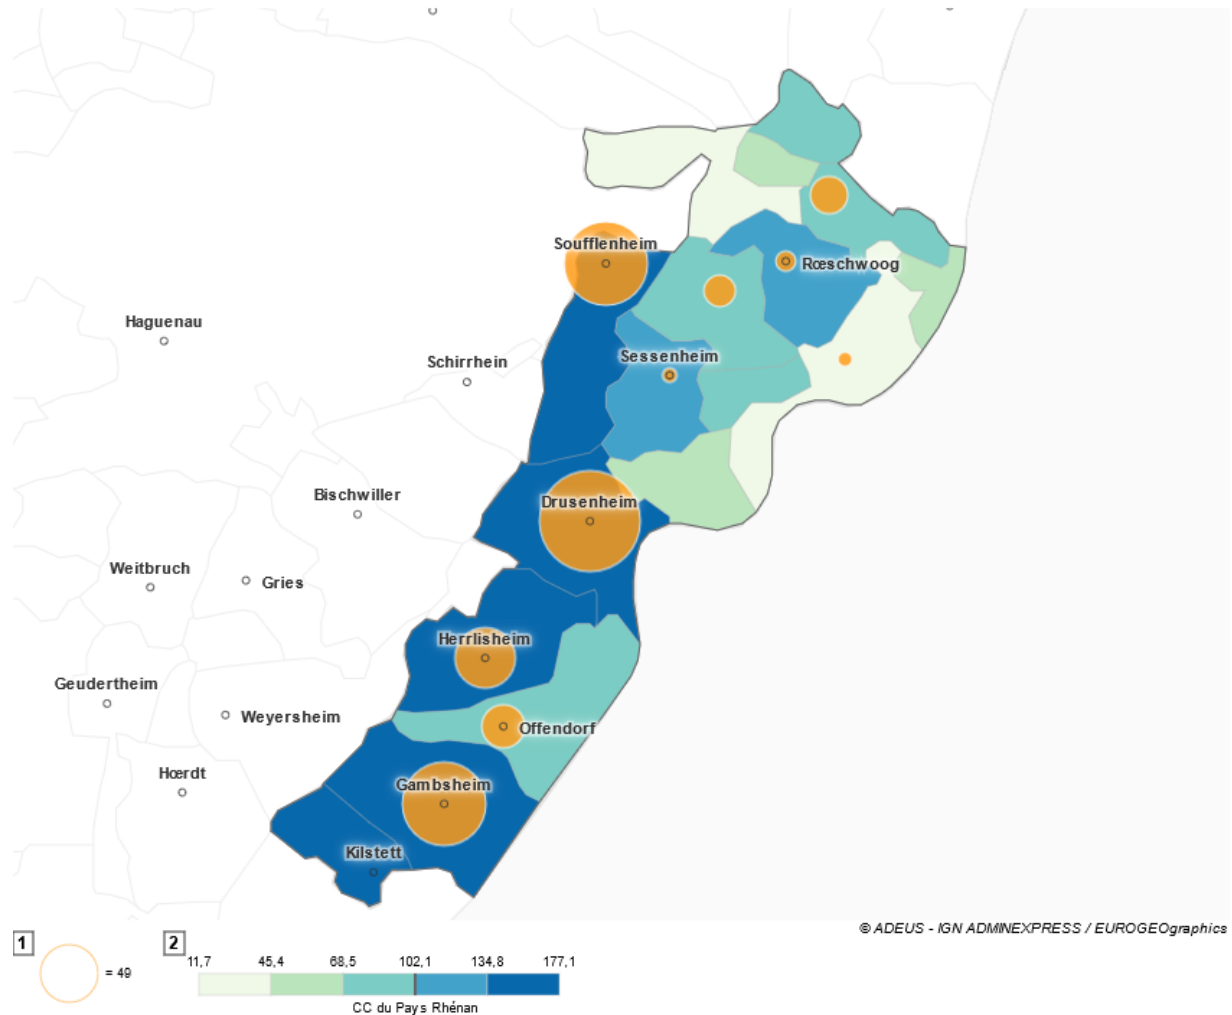 Soufflenheim
Rœschwoog
Haguenau
Sessenheim
Schirrhein
Bischwiller
Drusenheim
Weitbruch
Gries
Herrlisheim
Geudertheim
Weyersheim
Offendorf
Hœrdt
Gambsheim
Kilstett
© ADEUS - IGN ADMINEXPRESS / EUROGEOgraphics
1
2
11,7 45,4 68,5 102,1 134,8 177,1
= 49
CC du Pays Rhénan